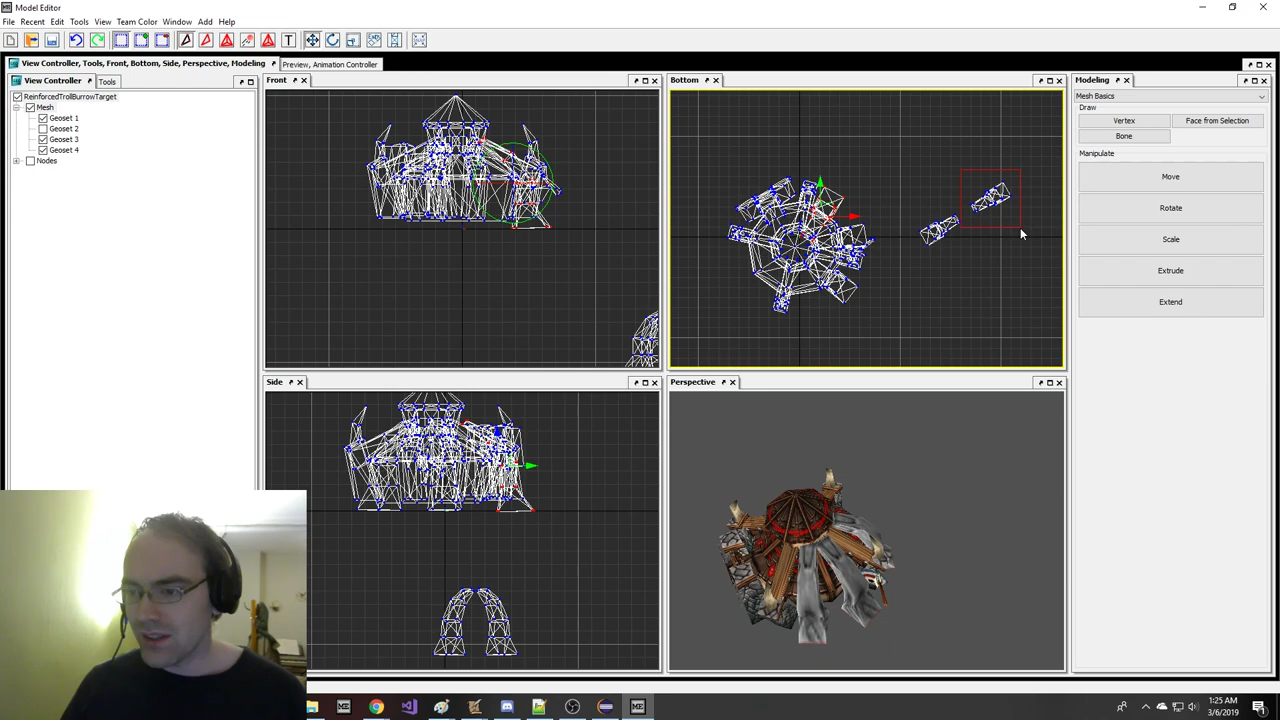 Model Editor
File Recent Edit Tools View Team Color Window Add Help
T
View Controller, Tools, Front, Bottom, Side, Perspective, Modeling
Preview, Animation Controller
View Controller
Tools
Front
Bottom
Modeling
ReinforcedTrollBurrowTarget
Mesh
Geoset 1
Geoset 2
Geoset 3
Geoset 4
Nodes
Mesh Basics
Draw
Vertex
Face from Selection
Bone
Manipulate
Move
Rotate
Scale
Extrude
Extend
Side
Perspective
ME
ME
1:25 AM
3/6/2019